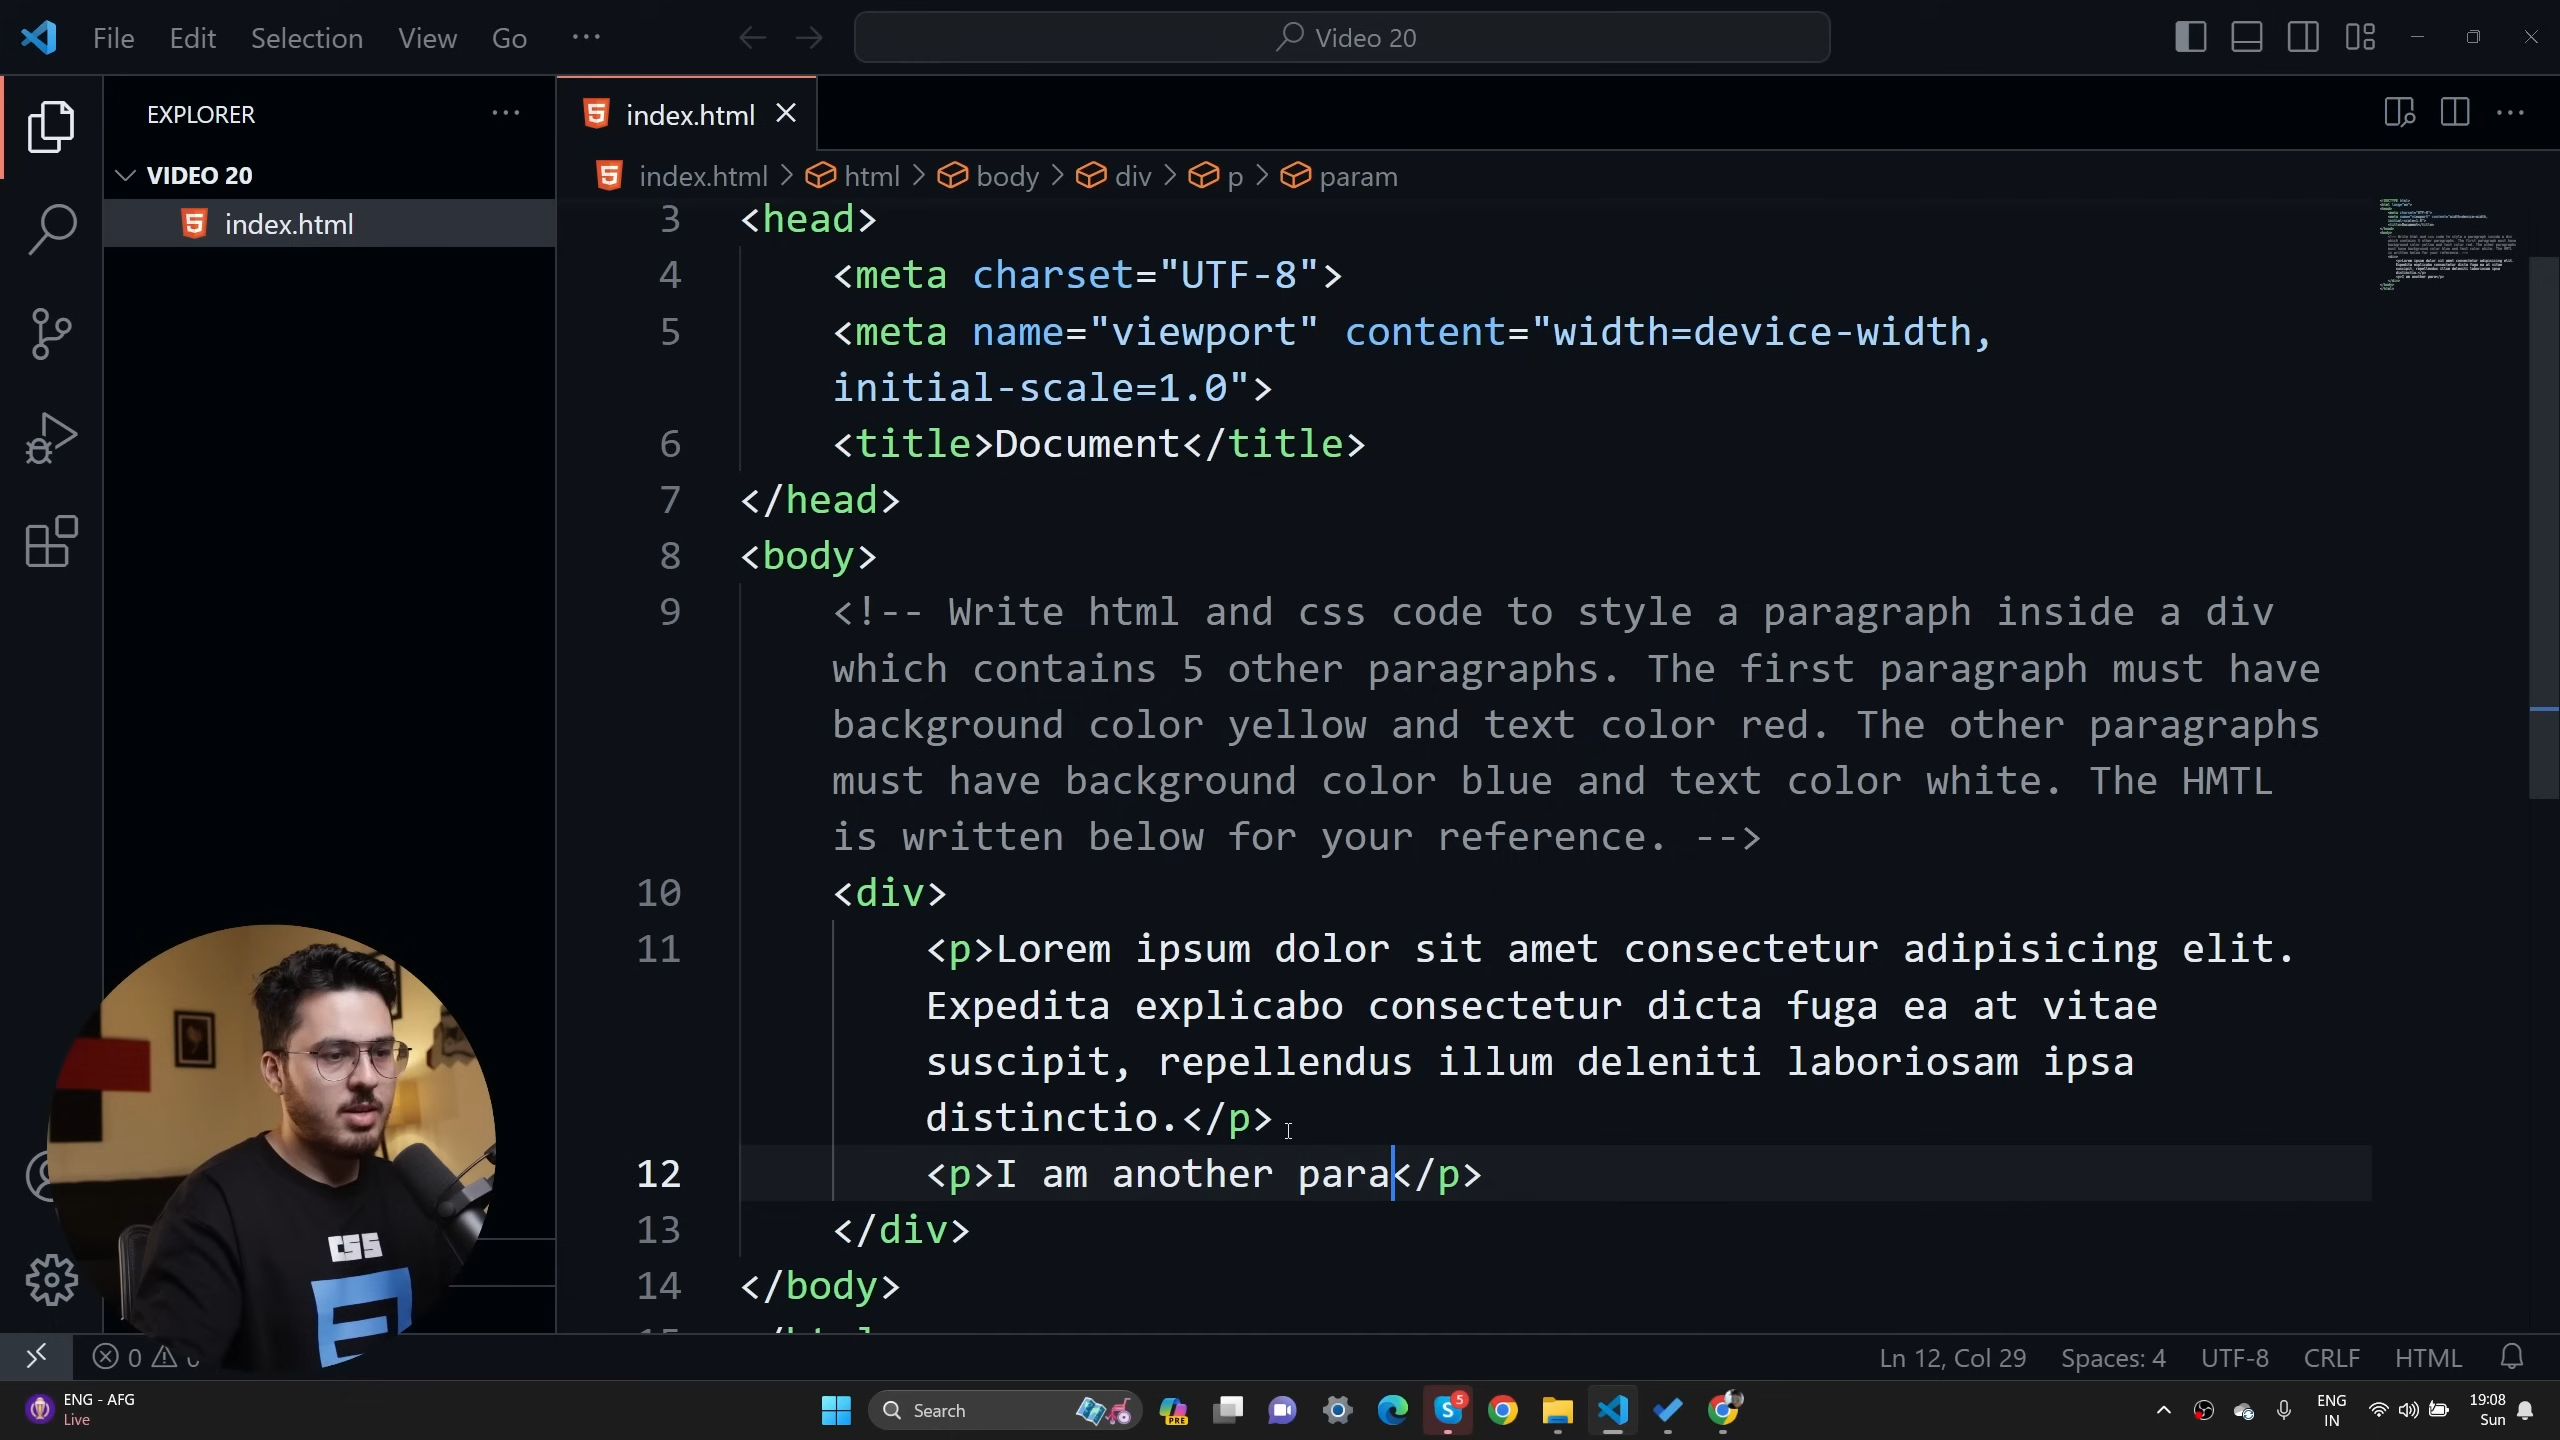 File Edit Selection View Go ··· Video 20
EXPLORER ···
VIDEO 20
index.html
index.html
index.html > html > body > div > p > param
3 <head>
4 <meta charset="UTF-8">
5 <meta name="viewport" content="width=device-width,
initial-scale=1.0">
6 <title>Document</title>
7 </head>
8 <body>
9 <!-- Write html and css code to style a paragraph inside a div
which contains 5 other paragraphs. The first paragraph must have
background color yellow and text color red. The other paragraphs
must have background color blue and text color white. The HMTL
is written below for your reference. -->
10 <div>
11 <p>Lorem ipsum dolor sit amet consectetur adipisicing elit.
Expedita explicabo consectetur dicta fuga ea at vitae
suscipit, repellendus illum deleniti laboriosam ipsa
distinctio.</p>
12 <p>I am another para</p>
13 </div>
14 </body>
CSS
0
Ln 12, Col 29 Spaces: 4 UTF-8 CRLF HTML
ENG - AFG
Live
Search
PRE
5
ENG
IN
19:08
Sun